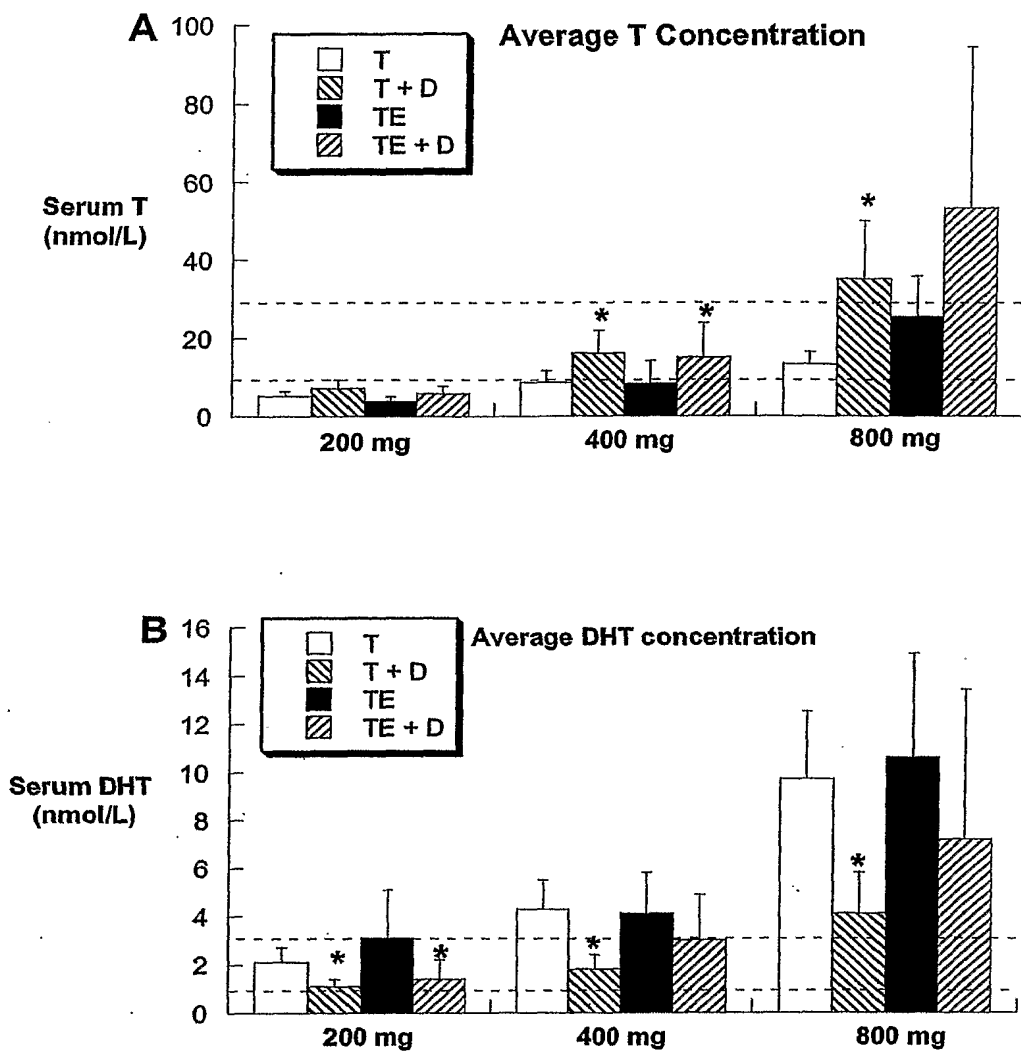 A
Average T Concentration
100
80
60
40
20
0
Serum T
(nmol/L)
T
T + D
TE
TE + D
*
*
*
200 mg
400 mg
800 mg
B
Average DHT concentration
16
14
12
10
8
6
4
2
0
Serum DHT
(nmol/L)
T
T + D
TE
TE + D
*
*
*
*
200 mg
400 mg
800 mg